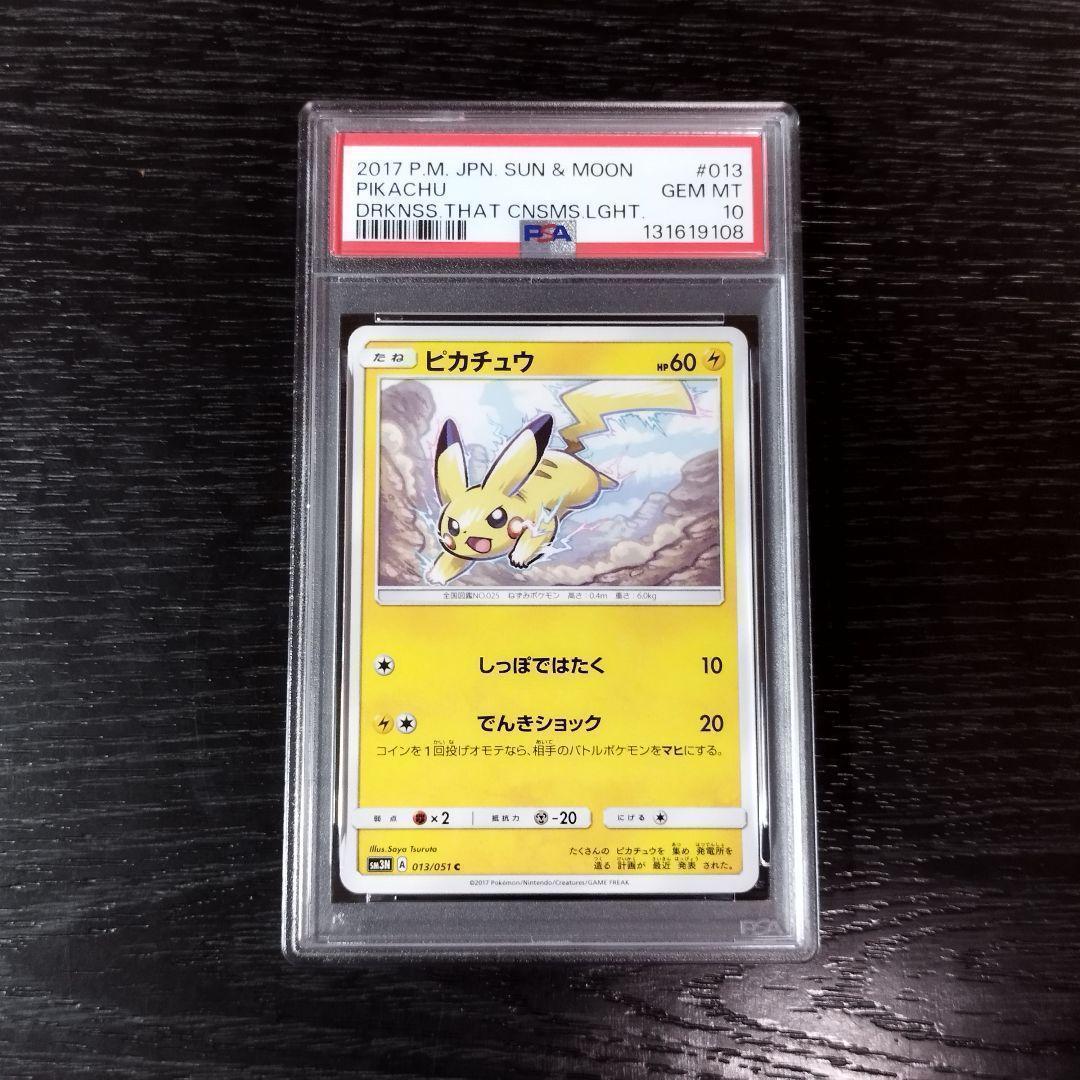 2017 P.M. JPN. SUN & MOON #013
PIKACHU GEM MT
DRKNSS.THAT CNSMS.LGHT. 10
PSA 131619108
たね ピカチュウ HP60
全国図鑑NO.025 ねずみポケモン 高さ:0.4m 重さ:6.0kg
しっぽではたく 10
でんきショック 20
コインを1回投げオモテなら、相手のバトルポケモンをマヒにする。
弱点 ×2 抵抗力 -20 にげる
Illus.Saya Tsuruta
たくさんの ピカチュウを 集め 発電所を
造る 計画が 最近 発表 された。
SM3N A 013/051 C
©2017 Pokémon/Nintendo/Creatures/GAME FREAK
PSA